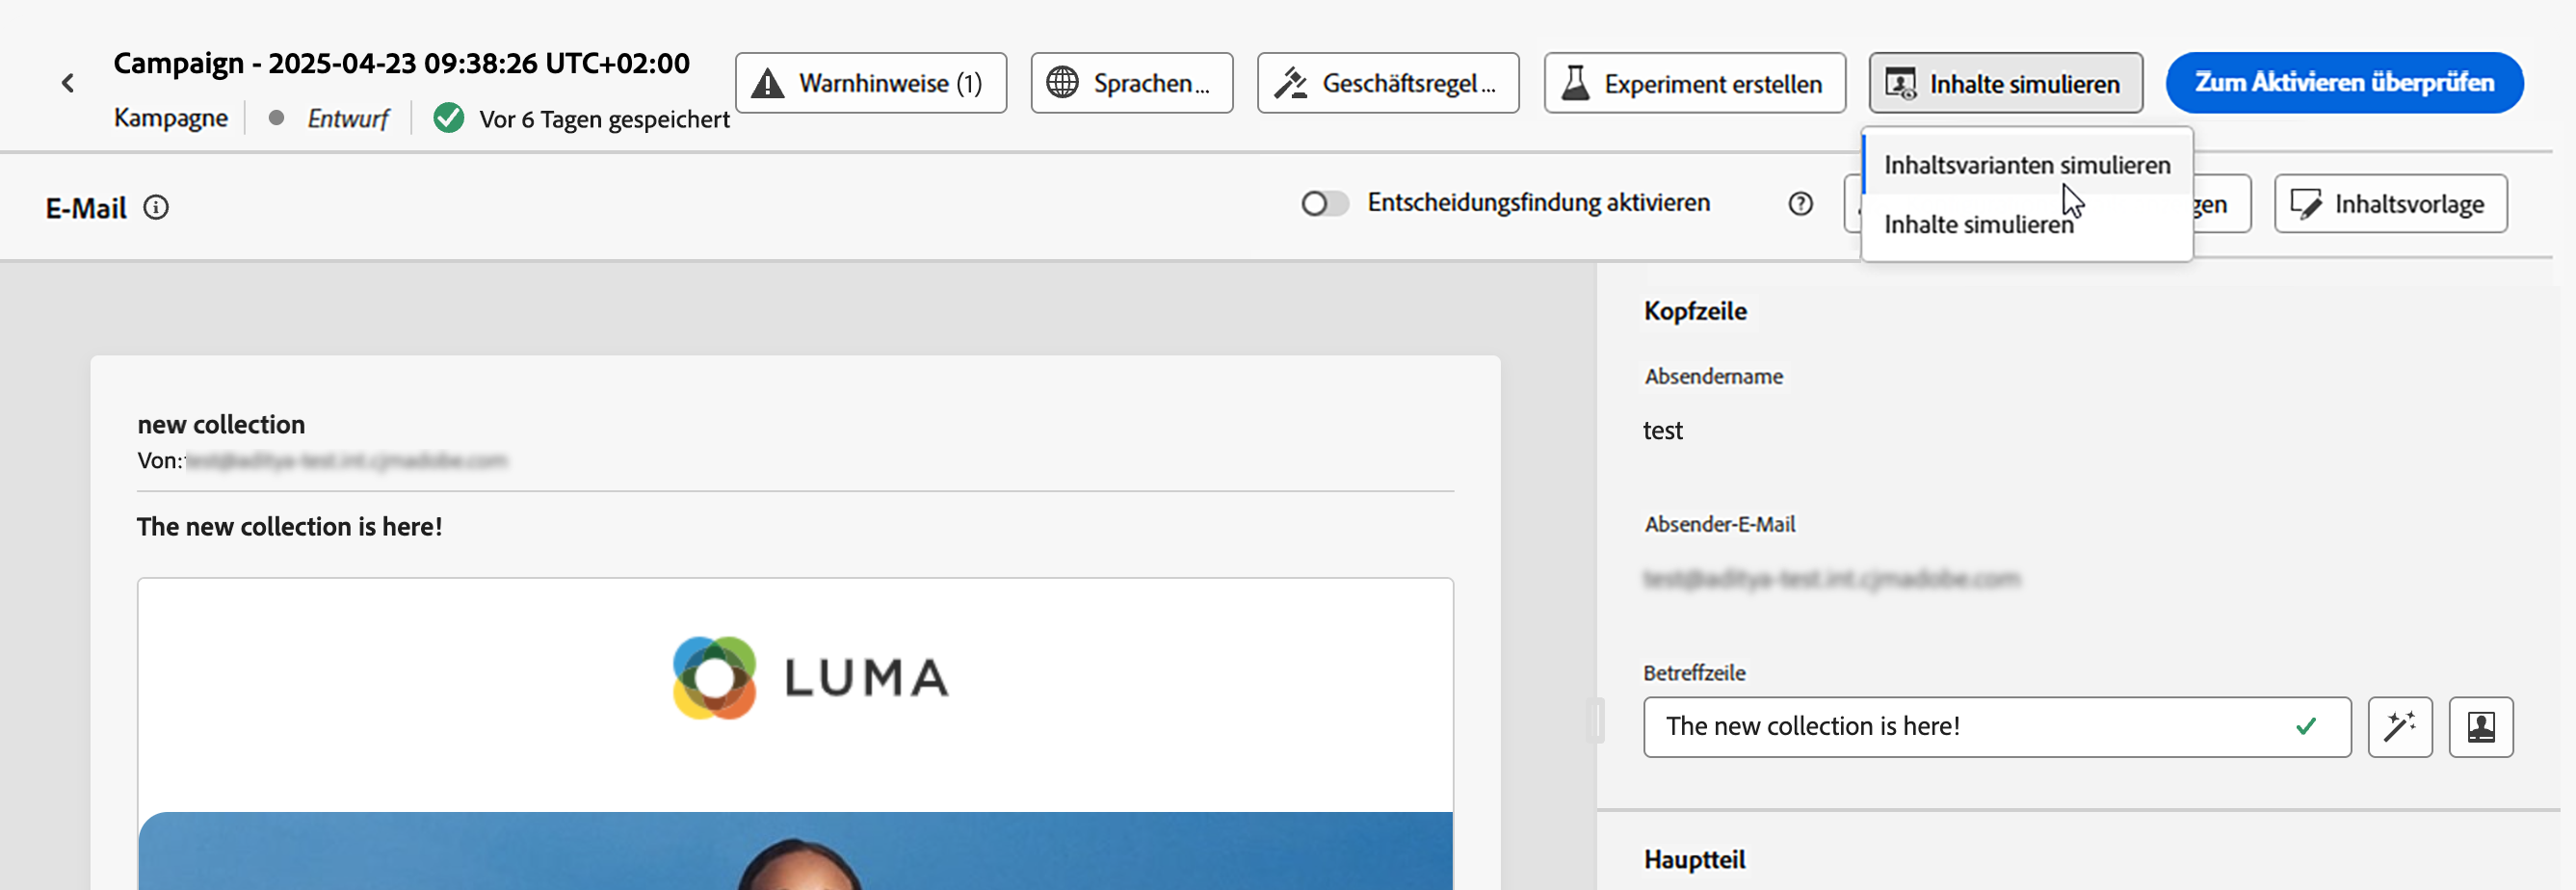 Campaign - 2025-04-23 09:38:26 UTC+02:00
Kampagne Entwurf Vor 6 Tagen gespeichert
Warnhinweise (1) Sprachen... Geschäftsregel... Experiment erstellen Inhalte simulieren Zum Aktivieren überprüfen
Inhaltsvarianten simulieren
Inhalte simulieren
E-Mail Entscheidungsfindung aktivieren gen Inhaltsvorlage
new collection
Von:
The new collection is here!
LUMA
Kopfzeile
Absendername
test
Absender-E-Mail
Betreffzeile
The new collection is here!
Hauptteil